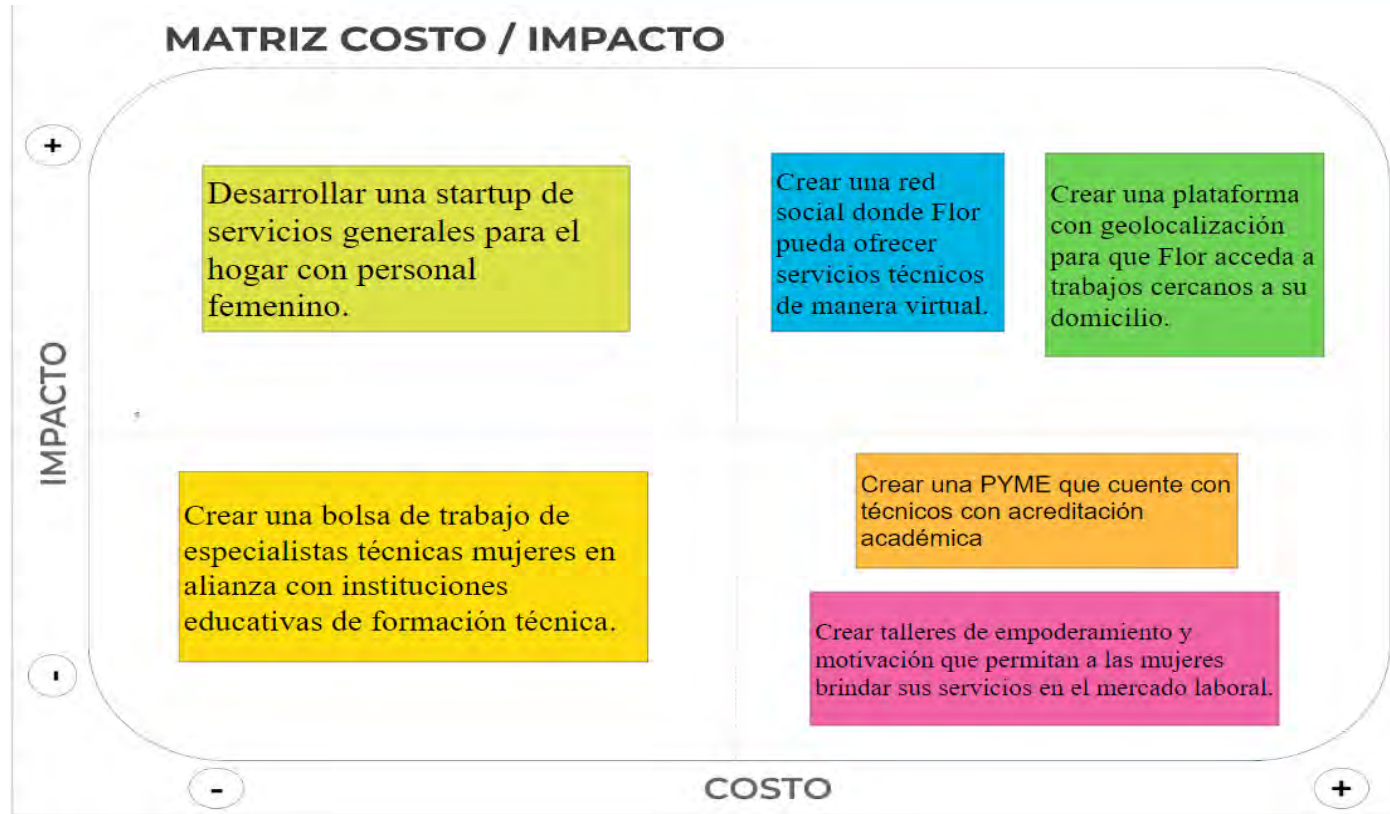 MATRIZ COSTO / IMPACTO
+
Desarrollar una startup de
servicios generales para el
hogar con personal
femenino.
Crear una red
social donde Flor
pueda ofrecer
servicios técnicos
de manera virtual.
Crear una plataforma
con geolocalización
para que Flor acceda a
trabajos cercanos a su
domicilio.
IMPACTO
Crear una bolsa de trabajo de
especialistas técnicas mujeres en
alianza con instituciones
educativas de formación técnica.
Crear una PYME que cuente con
técnicos con acreditación
académica
Crear talleres de empoderamiento y
motivación que permitan a las mujeres
brindar sus servicios en el mercado laboral.
-
-
COSTO
+